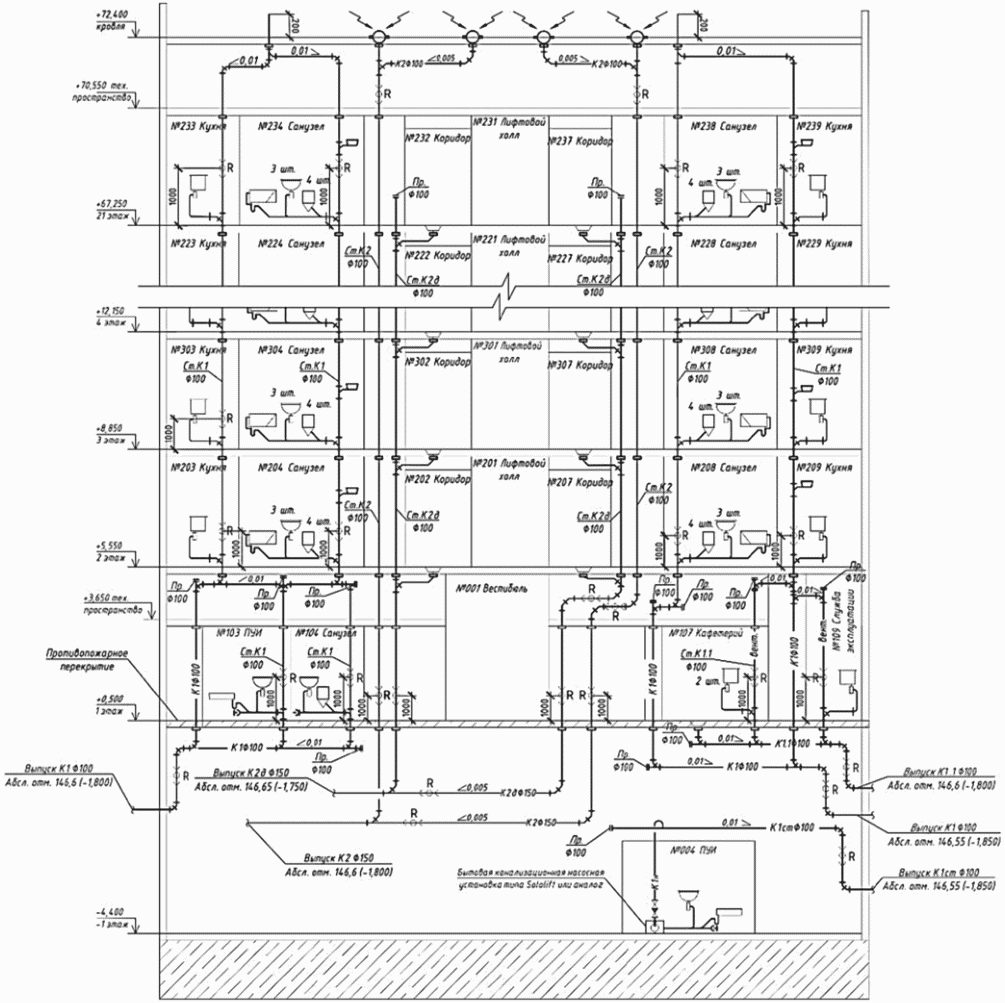 +72,400
кровля
200
200
0,01
0,01
0,01
К2Ф100
0,005
0,005
К2Ф100
+70,550 тех.
пространство
R
R
№233 Кухня
№234 Санузел
№232 Коридор
№231 Лифтовой
холл
№237 Коридор
№238 Санузел
№239 Кухня
3 шт.
4 шт.
R
R
1000
1000
Пр.
Ф100
Пр.
Ф100
4 шт.
3 шт.
R
R
1000
1000
+67,250
21 этаж
№223 Кухня
№224 Санузел
Ст.К2
Ф100
№222 Коридор
№221 Лифтовой
холл
№227 Коридор
Ст.К2
Ф100
№228 Санузел
№229 Кухня
Ст.К2д
Ф100
Ст.К2д
Ф100
+12,150
4 этаж
№303 Кухня
№304 Санузел
№302 Коридор
№301 Лифтовой
холл
№307 Коридор
№308 Санузел
№309 Кухня
Ст.К1
Ф100
Ст.К1
Ф100
Ст.К1
Ф100
Ст.К1
Ф100
3 шт.
4 шт.
R
1000
4 шт.
3 шт.
+8,850
3 этаж
№203 Кухня
№204 Санузел
№202 Коридор
№201 Лифтовой
холл
№207 Коридор
№208 Санузел
№209 Кухня
Ст.К2
Ф100
Ст.К2д
Ф100
Ст.К2д
Ф100
Ст.К2
Ф100
3 шт.
4 шт.
R
R
1000
1000
4 шт.
3 шт.
R
R
1000
1000
+5,550
2 этаж
Пр.
Ф100
0,01
Пр.
Ф100
Пр.
Ф100
№001 Вестибюль
R
R
Пр.
Ф100
Пр.
Ф100
Пр.
Ф100
0,01
0,01
Пр.
Ф100
+3,650 тех.
пространство
№103 ПУИ
№104 Санузел
№107 Кафетерий
№109 Служба
эксплуатации
Противопожарное
перекрытие
К1Ф100
Ст.К1
Ф100
Ст.К1
Ф100
К1Ф100
Ст.К1.1
Ф100
вент.
К1Ф100
вент.
2 шт.
R
R
R
R
R
R
R
R
1000
1000
1000
1000
1000
1000
+0,500
1 этаж
К1Ф100
0,01
Пр.
Ф100
Пр.
Ф100
0,01
К1.1Ф100
Пр.
Ф100
0,01
К1Ф100
Выпуск К1 Ф100
Абсл. отм. 146,6 (-1,800)
R
Выпуск К2д Ф150
Абсл. отм. 146,65 (-1,750)
R
0,005
К2дФ150
R
Выпуск К1.1 Ф100
Абсл. отм. 146,6 (-1,800)
R
0,005
К2Ф150
R
Выпуск К1 Ф100
Абсл. отм. 146,55 (-1,850)
Пр.
Ф100
0,01
К1стФ100
R
Выпуск К2 Ф150
Абсл. отм. 146,6 (-1,800)
№004 ПУИ
Выпуск К1ст Ф100
Абсл. отм. 146,55 (-1,850)
Бытовая канализационная насосная
установка типа Sololift или аналог
К1с
-4,400
-1 этаж